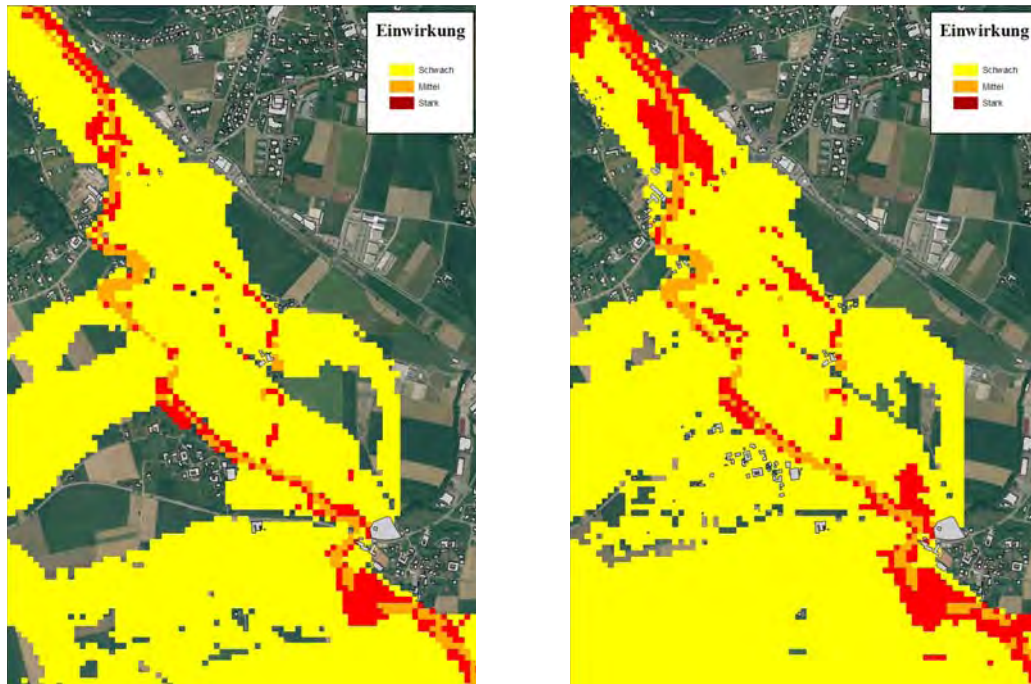 Einwirkung
Schwach
Mittel
Stark
Einwirkung
Schwach
Mittel
Stark